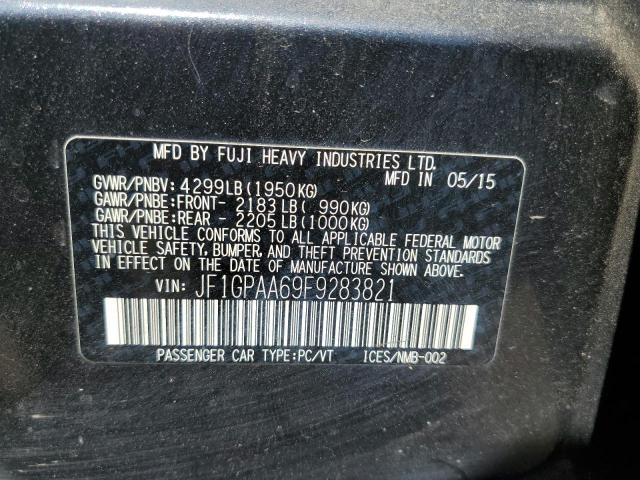 MFD BY FUJI HEAVY INDUSTRIES LTD.
MFD IN 05/15
GVWR/PNBV: 4299LB(1950KG)
GAWR/PNBE:FRONT- 2183LB( 990KG)
GAWR/PNBE:REAR - 2205LB(1000KG)
THIS VEHICLE CONFORMS TO ALL APPLICABLE FEDERAL MOTOR
VEHICLE SAFETY, BUMPER, AND THEFT PREVENTION STANDARDS
IN EFFECT ON THE DATE OF MANUFACTURE SHOWN ABOVE.
VIN: JF1GPAA69F9283821
PASSENGER CAR TYPE:PC/VT ICES/NMB-002